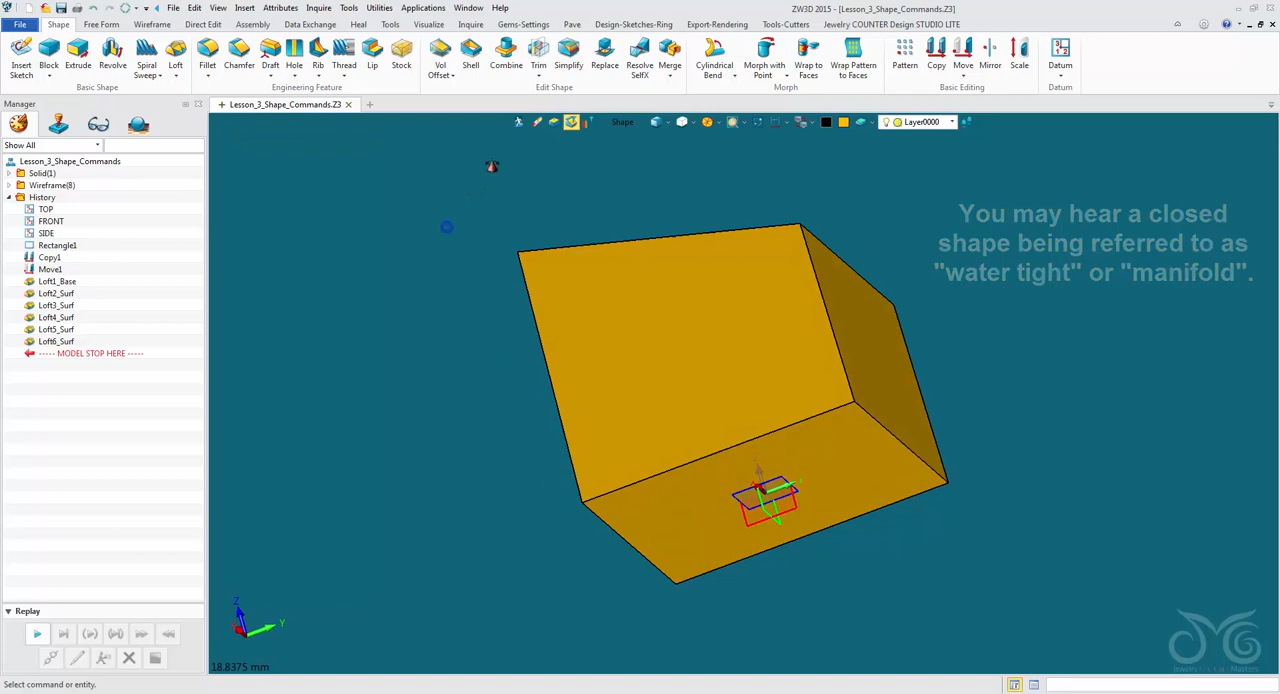 File Edit View Insert Attributes Inquire Tools Utilities Applications Window Help
ZW3D 2015 - [Lesson_3_Shape_Commands.Z3]
File Shape Free Form Wireframe Direct Edit Assembly Data Exchange Heal Tools Visualize Inquire Gems-Settings Pave Design-Sketches-Ring Export-Rendering Tools-Cutters Jewelry COUNTER Design STUDIO LITE
Insert Sketch Block Extrude Revolve Spiral Sweep Loft Fillet Chamfer Draft Hole Rib Thread Lip Stock Vol Offset Shell Combine Trim Simplify Replace Resolve SelfX Merge Cylindrical Bend Morph with Point Wrap to Faces Wrap Pattern to Faces Pattern Copy Move Mirror Scale Datum
Basic Shape Engineering Feature Edit Shape Morph Basic Editing Datum
Manager
Lesson_3_Shape_Commands.Z3
Shape
Layer0000
Show All
Lesson_3_Shape_Commands
Solid(1)
Wireframe(8)
History
TOP
FRONT
SIDE
Rectangle1
Copy1
Move1
Loft1_Base
Loft2_Surf
Loft3_Surf
Loft4_Surf
Loft5_Surf
Loft6_Surf
----- MODEL STOP HERE -----
You may hear a closed
shape being referred to as
"water tight" or "manifold".
Replay
Z
Y
18.8375 mm
Select command or entity.